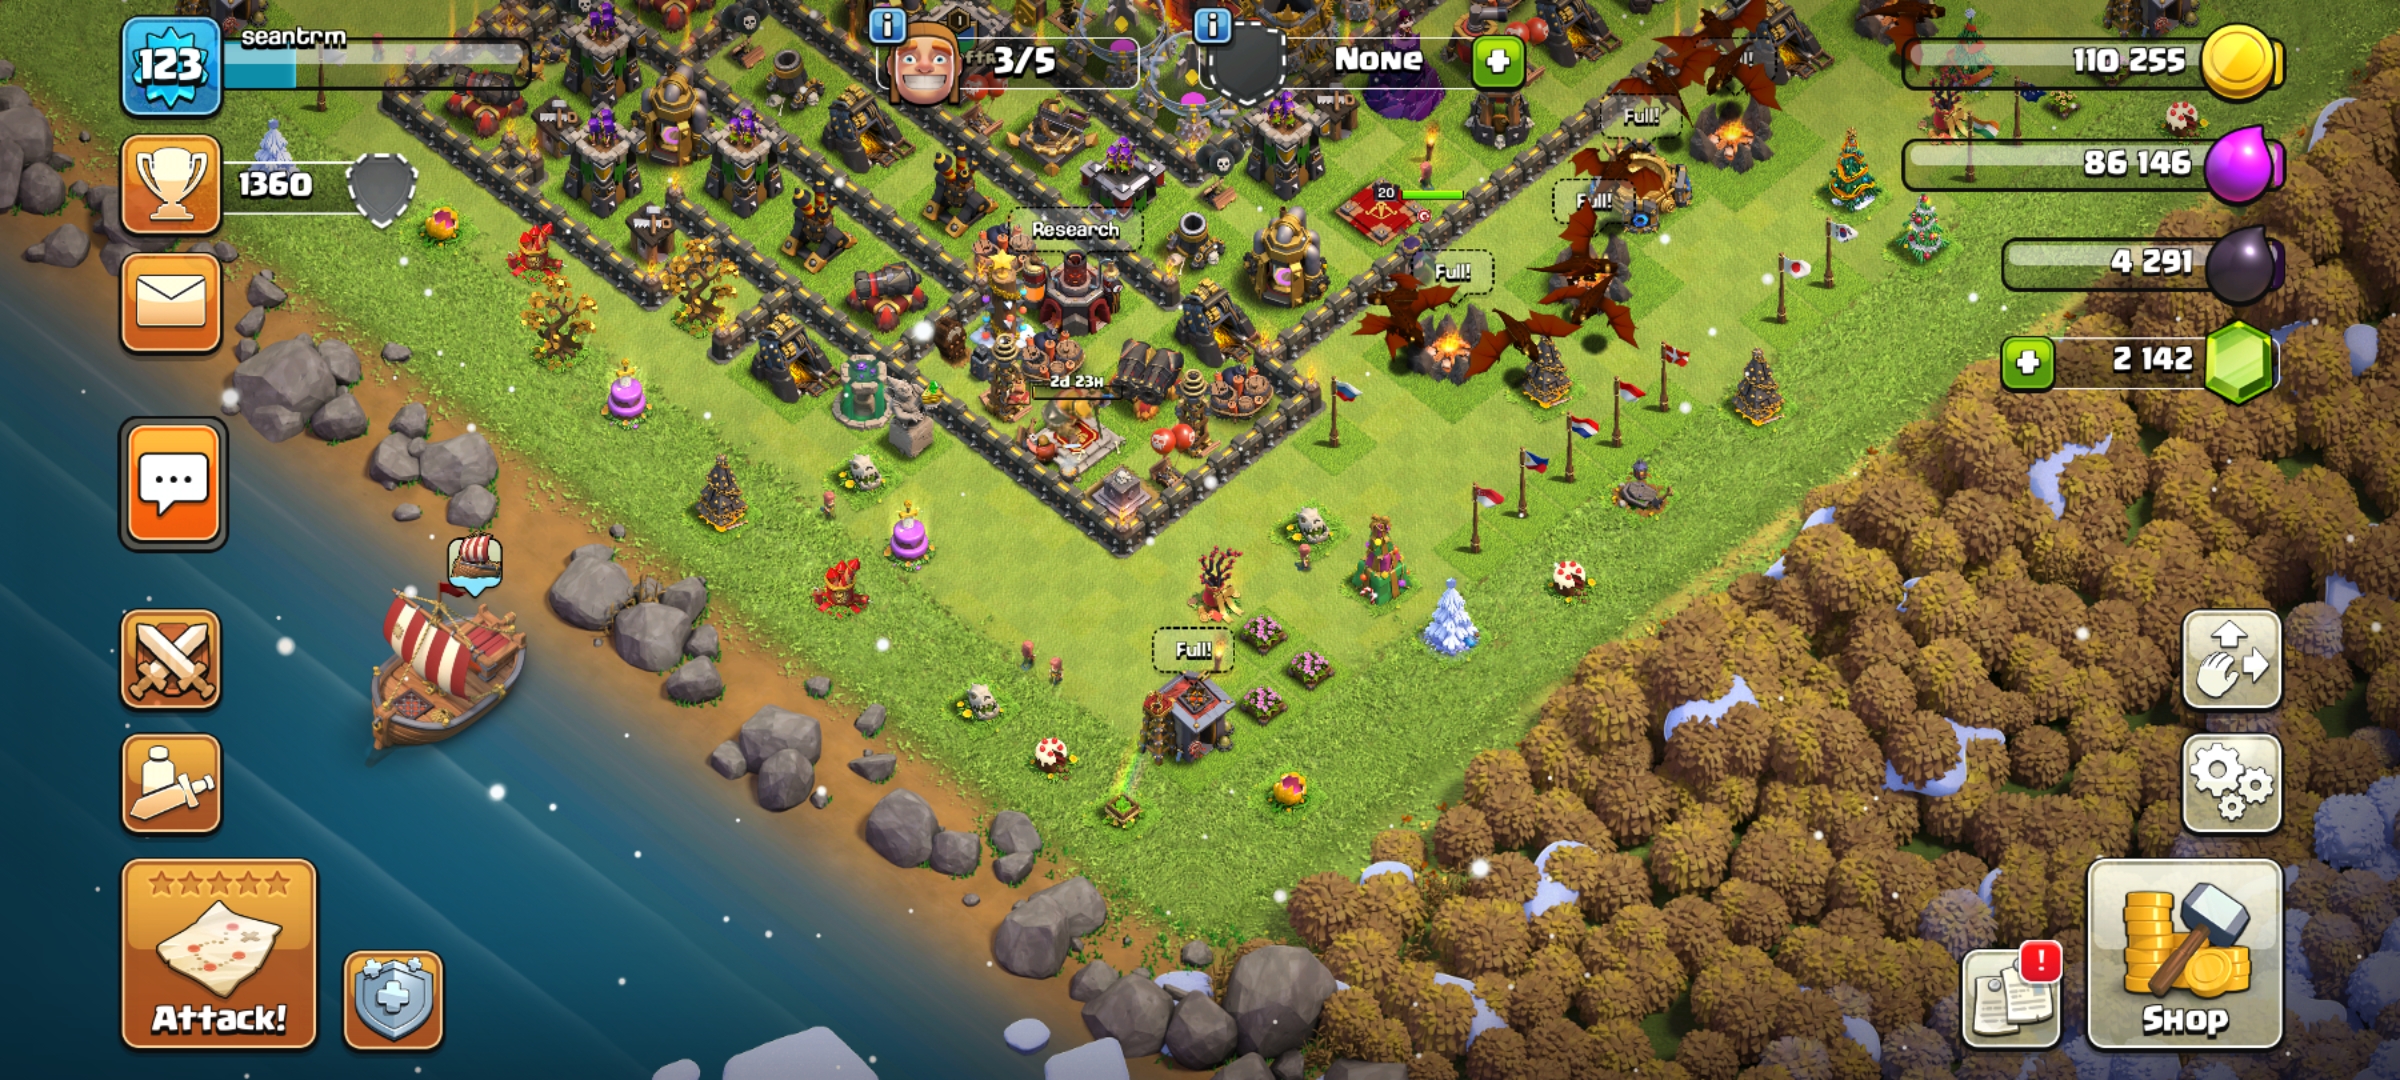 123
seantrm
3/5
None
110 255
1360
86 146
4 291
2 142
Full!
Full!
20
Research
Full!
2d 23h
Full!
Attack!
!
Shop